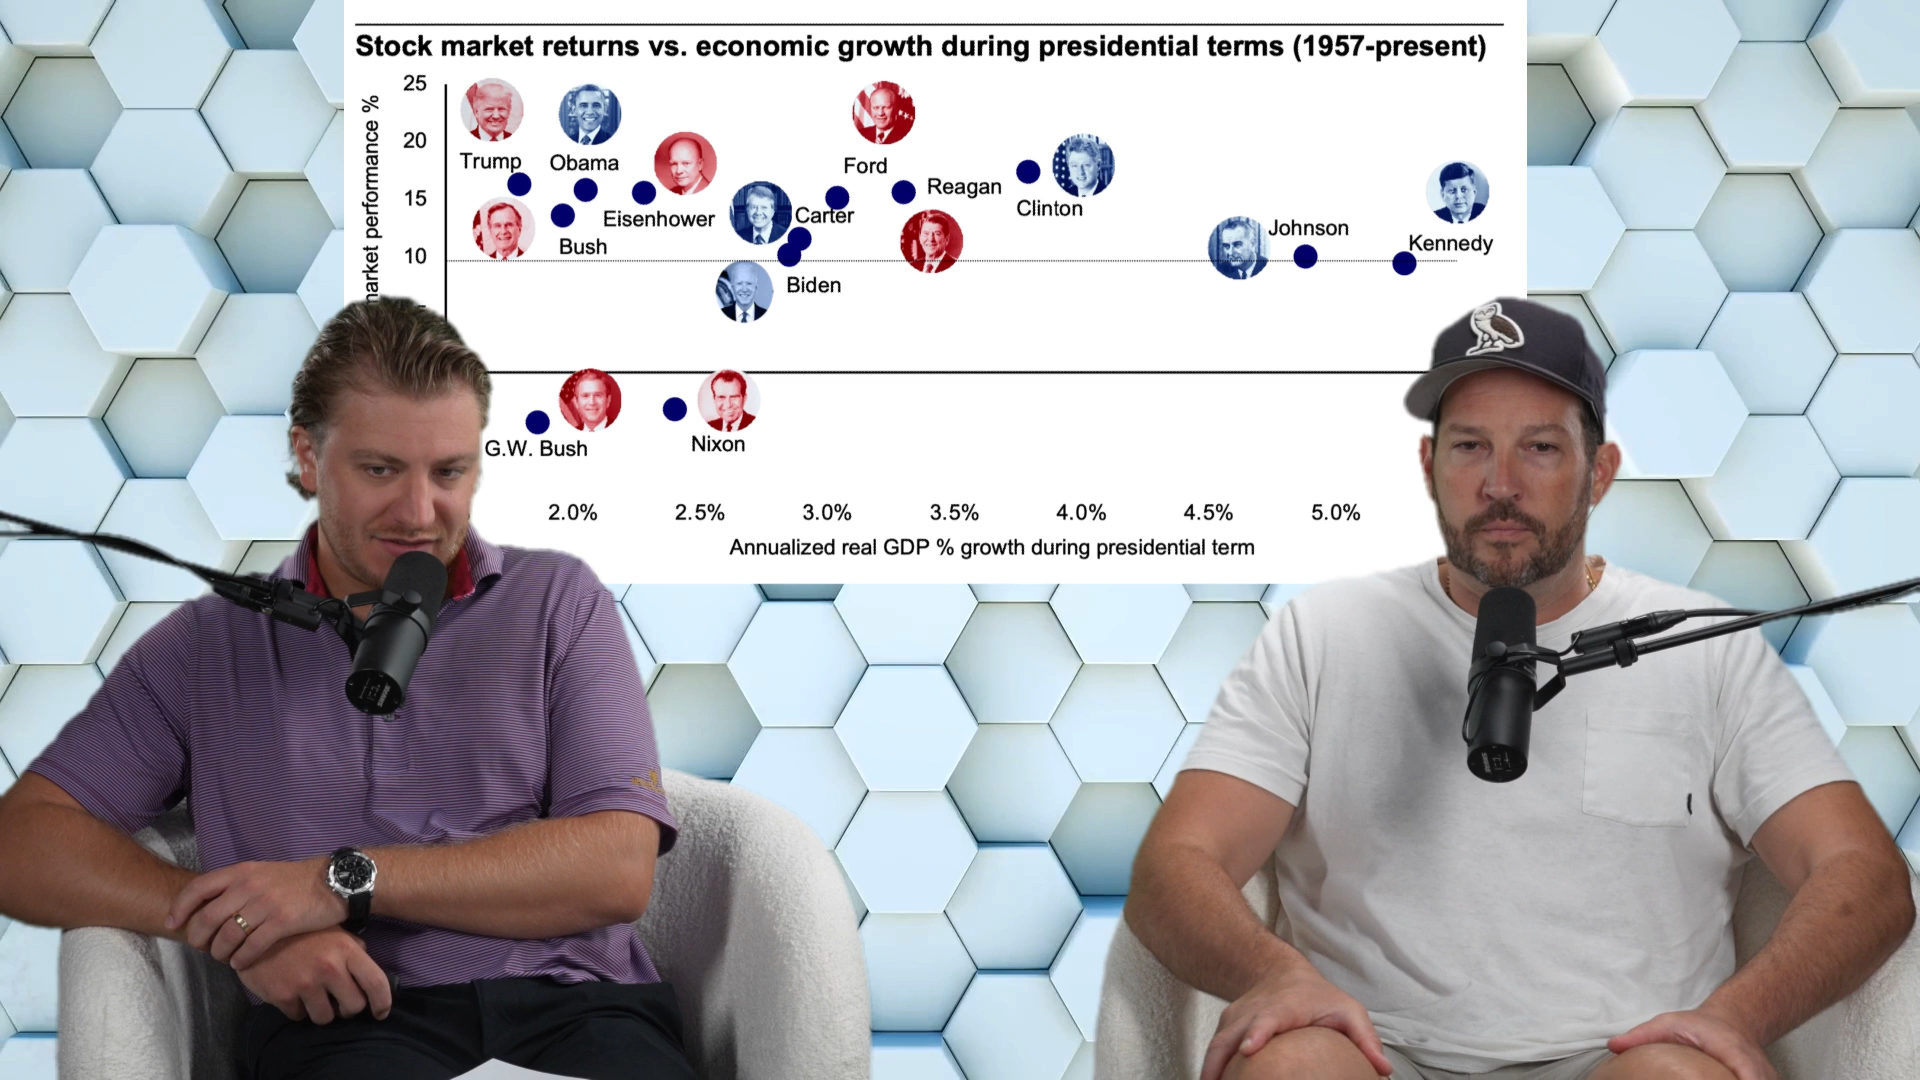 Stock market returns vs. economic growth during presidential terms (1957-present)
market performance %
25
20
15
10
Trump
Obama
Ford
Reagan
Eisenhower
Carter
Clinton
Johnson
Bush
Kennedy
Biden
G.W. Bush
Nixon
2.0%
2.5%
3.0%
3.5%
4.0%
4.5%
5.0%
Annualized real GDP % growth during presidential term